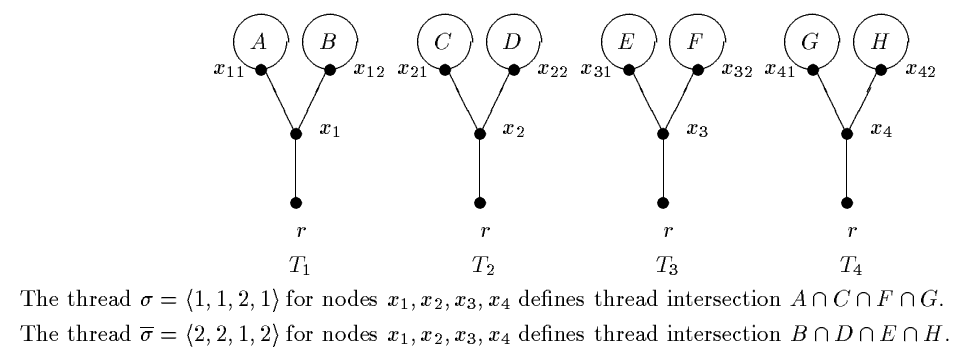 A B C D E F G H
x₁₁ x₁₂ x₂₁ x₂₂ x₃₁ x₃₂ x₄₁ x₄₂
x₁ x₂ x₃ x₄
r r r r
T₁ T₂ T₃ T₄
The thread σ = ⟨1, 1, 2, 1⟩ for nodes x₁, x₂, x₃, x₄ defines thread intersection A ∩ C ∩ F ∩ G.
The thread σ̅ = ⟨2, 2, 1, 2⟩ for nodes x₁, x₂, x₃, x₄ defines thread intersection B ∩ D ∩ E ∩ H.